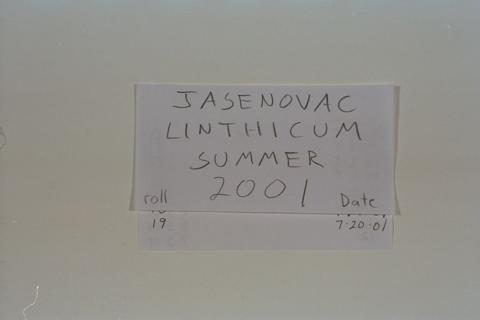 JASENOVAC
LINTHICUM
SUMMER
2001
roll Date
19 7·20·01